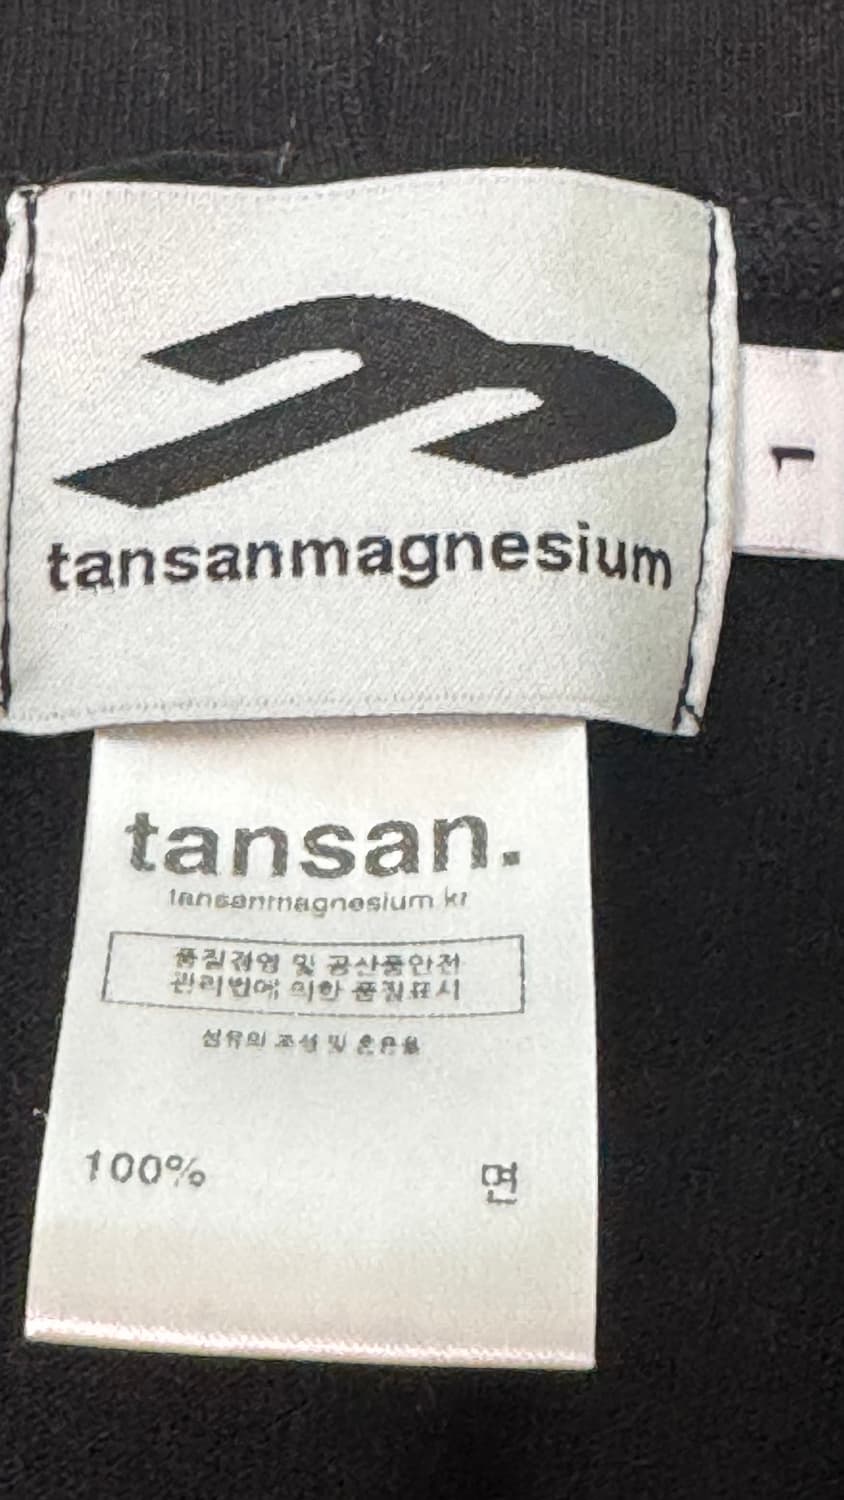 tansanmagnesium
1
tansan.
tansanmagnesium kr
품질경영 및 공산품안전
관리법에 의한 품질표시
섬유의 조성 및 혼용율
100% 면